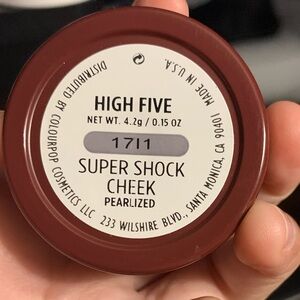 HIGH FIVE
NET WT. 4.2g / 0.15 OZ
1711
SUPER SHOCK
CHEEK
PEARLIZED
DISTRIBUTED BY COLOURPOP COSMETICS LLC 233 WILSHIRE BLVD., SANTA MONICA, CA 90401 MADE IN U.S.A.